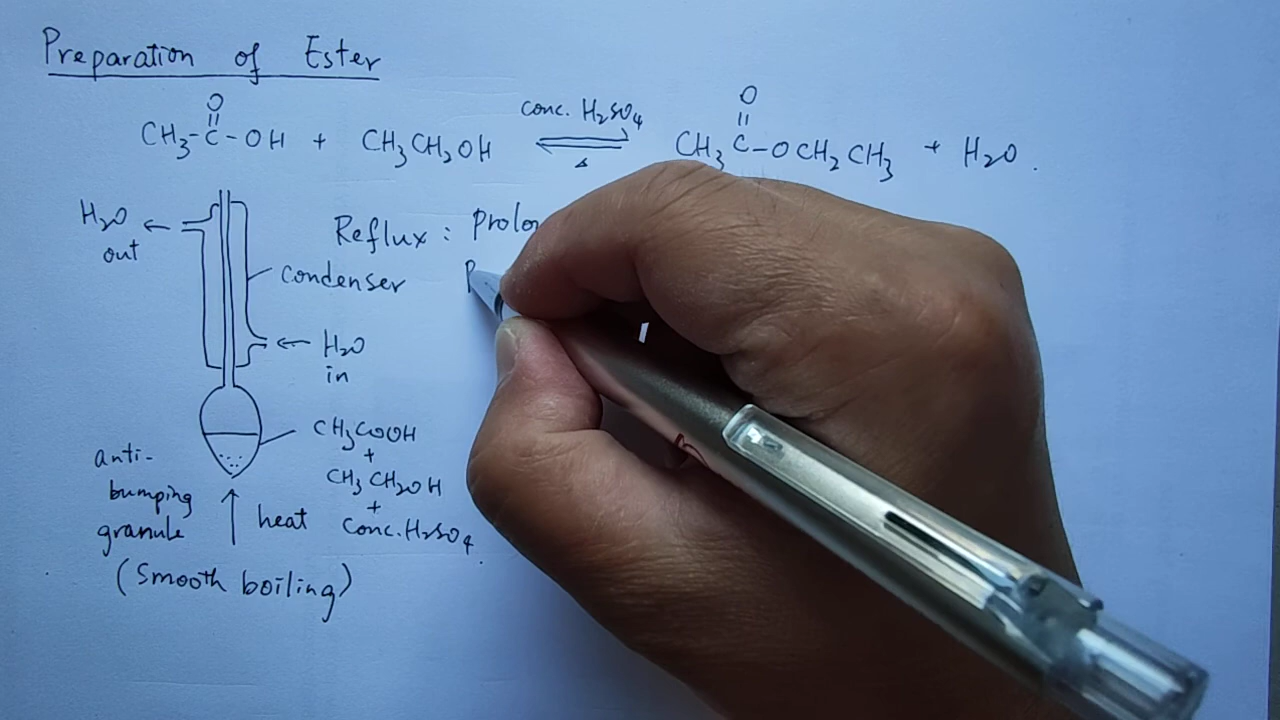 Preparation of Ester
O
CH3-C-OH + CH3CH2OH ⇌ CH3C-OCH2CH3 + H2O.
conc. H2SO4
Δ
O
H2O
out
Reflux :
condenser
H2O
in
CH3COOH
+
CH3CH2OH
+
conc. H2SO4.
anti-
bumping
granule
heat
(Smooth boiling)